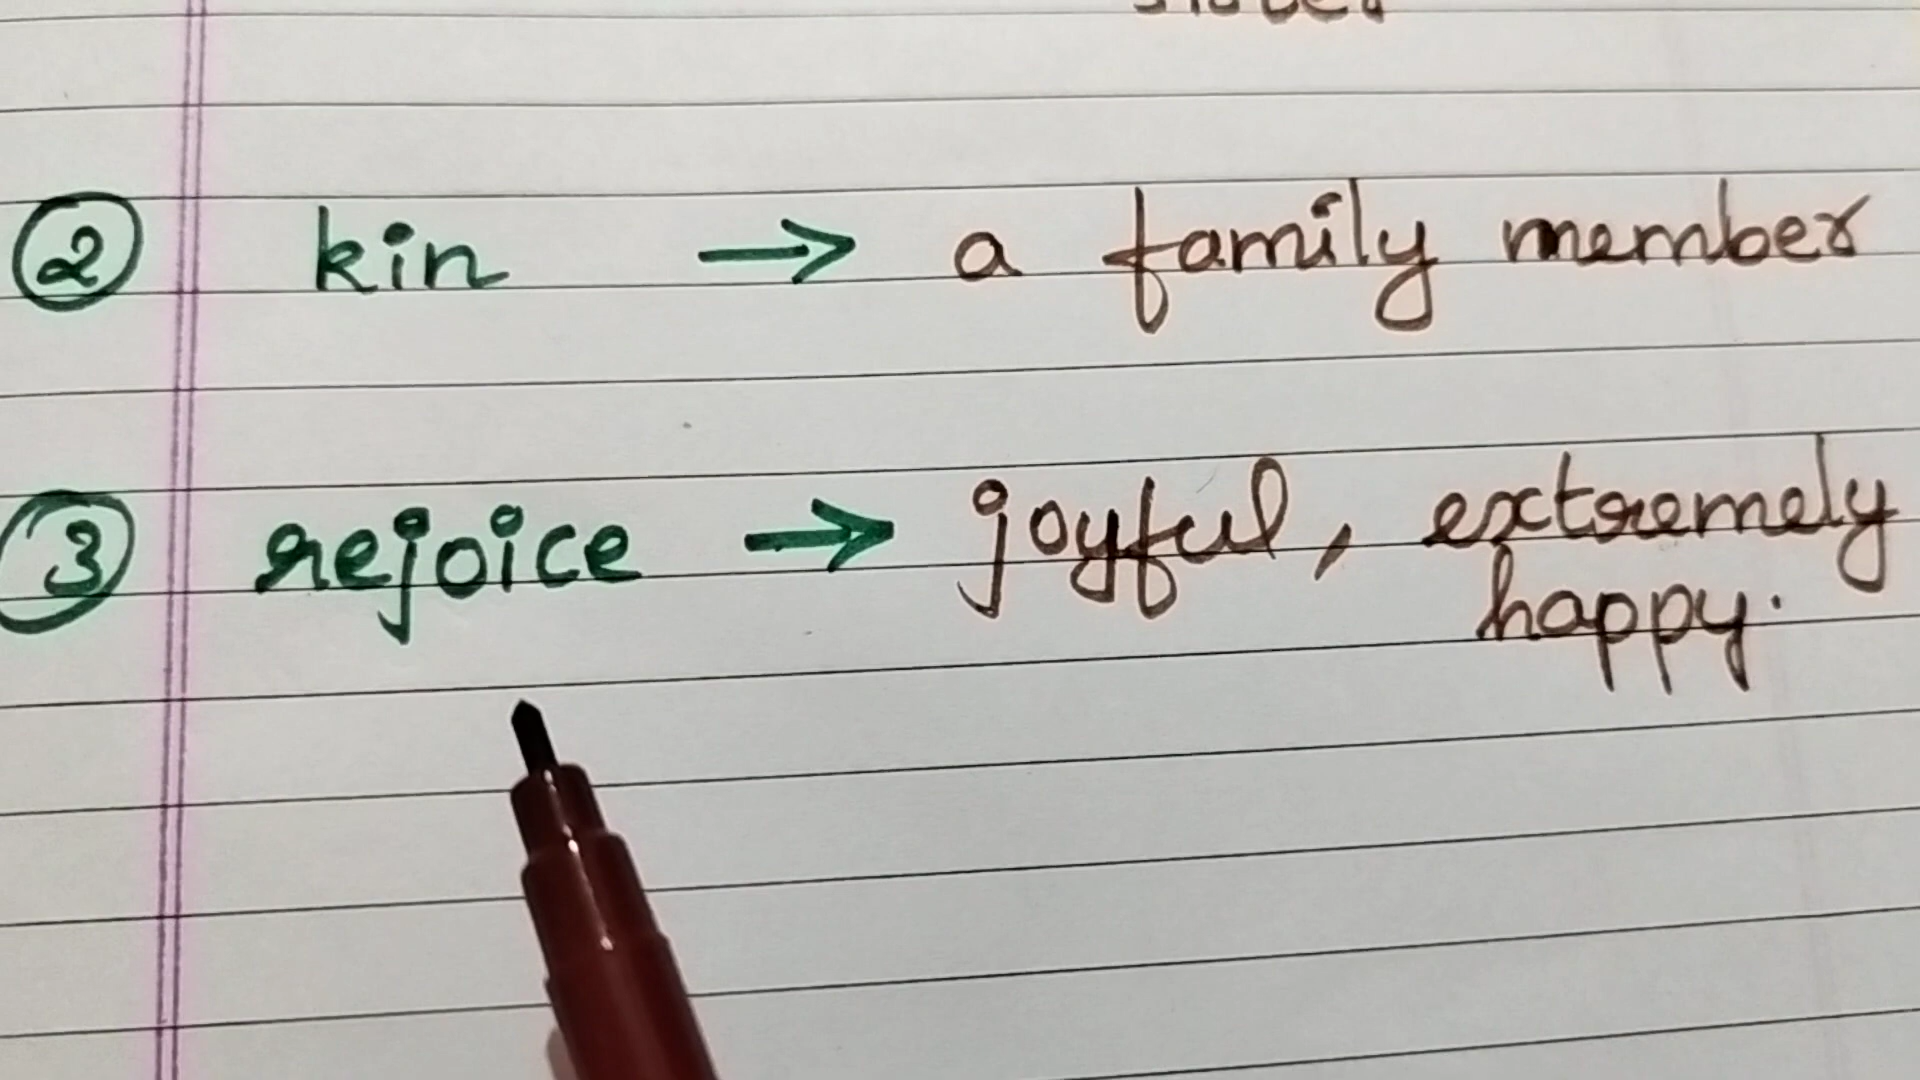 ② kin → a family member
③ rejoice → joyful, extremely
happy.